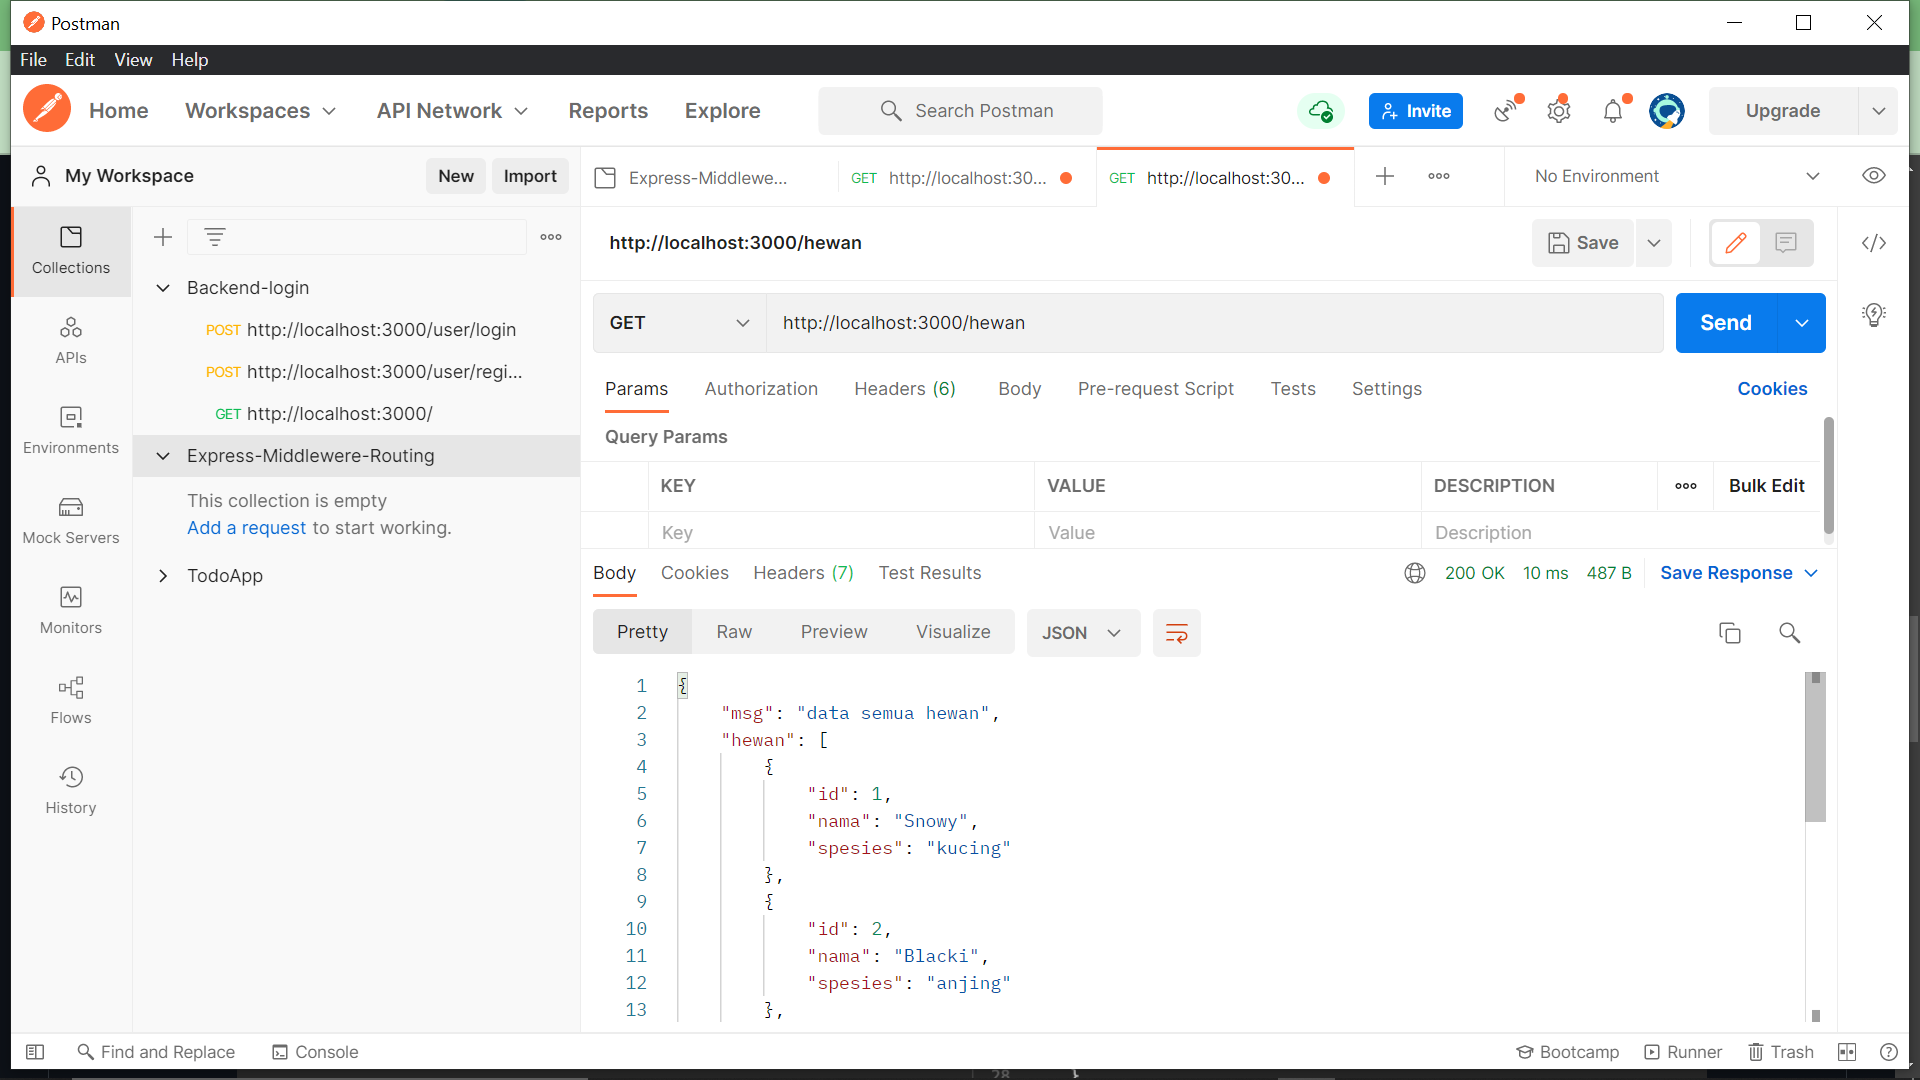 Postman
File Edit View Help
Home Workspaces API Network Reports Explore Search Postman Invite Upgrade
My Workspace New Import Express-Middlewe... GET http://localhost:30... GET http://localhost:30... No Environment
Collections
APIs
Environments
Mock Servers
Monitors
Flows
History
Backend-login
POST http://localhost:3000/user/login
POST http://localhost:3000/user/regi...
GET http://localhost:3000/
Express-Middlewere-Routing
This collection is empty
Add a request to start working.
TodoApp
http://localhost:3000/hewan Save
GET http://localhost:3000/hewan Send
Params Authorization Headers (6) Body Pre-request Script Tests Settings Cookies
Query Params
KEY VALUE DESCRIPTION Bulk Edit
Key Value Description
Body Cookies Headers (7) Test Results 200 OK 10 ms 487 B Save Response
Pretty Raw Preview Visualize JSON
1 {
2 "msg": "data semua hewan",
3 "hewan": [
4 {
5 "id": 1,
6 "nama": "Snowy",
7 "spesies": "kucing"
8 },
9 {
10 "id": 2,
11 "nama": "Blacki",
12 "spesies": "anjing"
13 },
Find and Replace Console Bootcamp Runner Trash
28